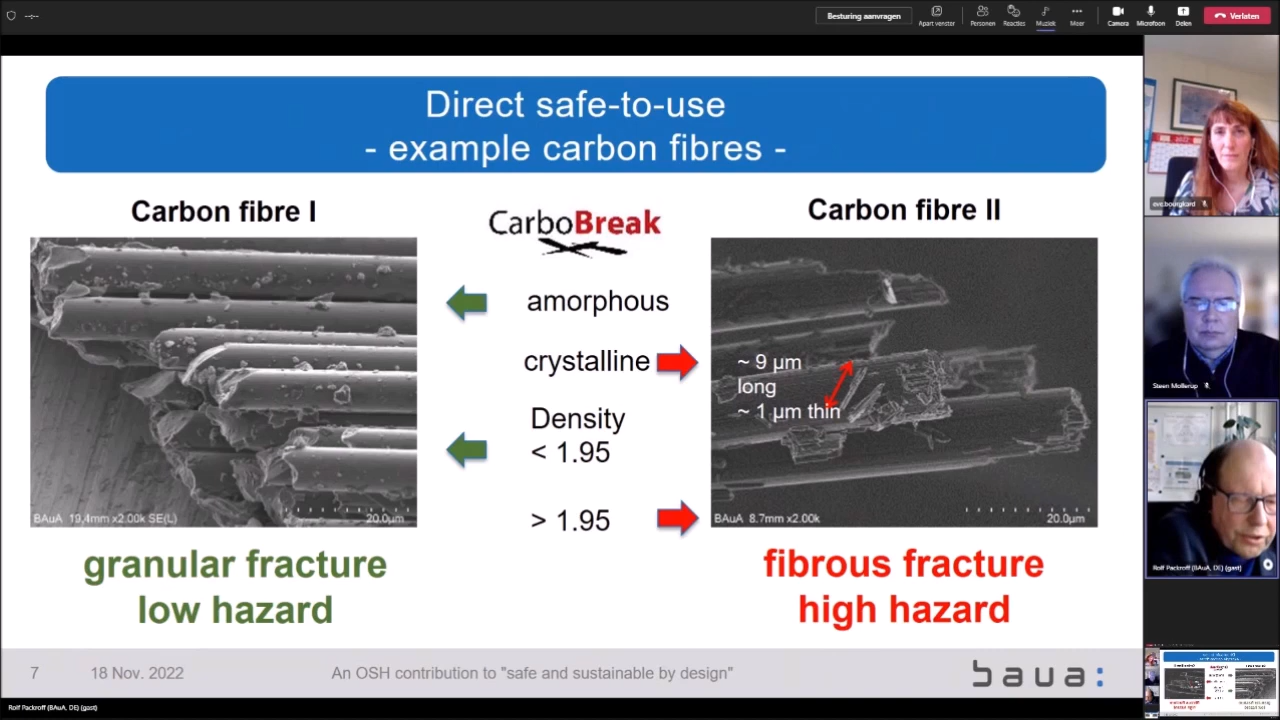 Besturing aanvragen
Apart venster
Personen
Reacties
Muziek
Meer
Camera
Microfoon
Delen
Verlaten
Direct safe-to-use
- example carbon fibres -
Carbon fibre I
CarboBreak
Carbon fibre II
amorphous
crystalline
Density
< 1.95
> 1.95
~ 9 µm
long
~ 1 µm thin
BAuA 19.4mm x2.00k SE(L)
20.0µm
BAuA 8.7mm x2.00k
20.0µm
granular fracture
low hazard
fibrous fracture
high hazard
7
18 Nov. 2022
An OSH contribut
and sustainable by design"
baua:
eve.bourgkard
Steen Mollerup
Rolf Packroff (BAuA, DE) (gast)
Rolf Packroff (BAuA, DE) (gast)